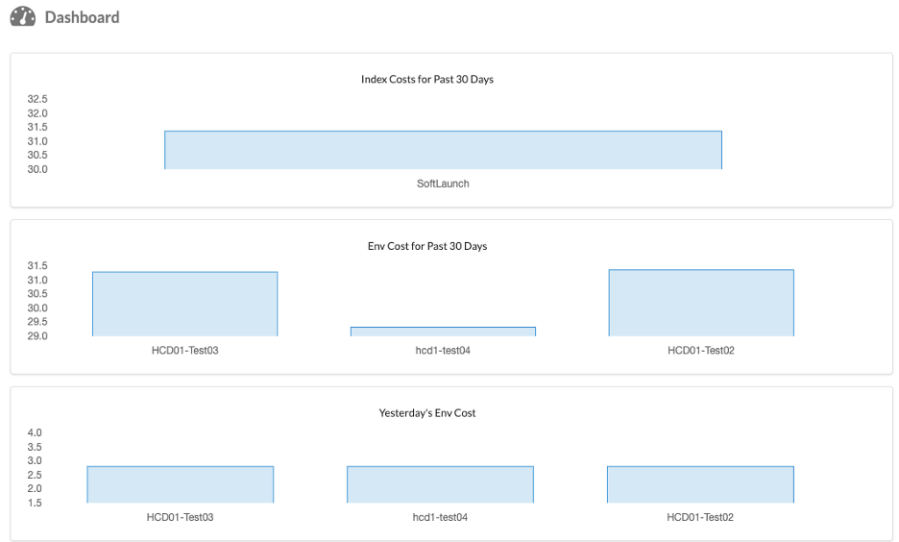 Dashboard
Index Costs for Past 30 Days
32.5
32.0
31.5
31.0
30.5
30.0
SoftLaunch
Env Cost for Past 30 Days
31.5
31.0
30.5
30.0
29.5
29.0
HCD01-Test03 hcd1-test04 HCD01-Test02
Yesterday's Env Cost
4.0
3.5
3.0
2.5
2.0
1.5
HCD01-Test03 hcd1-test04 HCD01-Test02